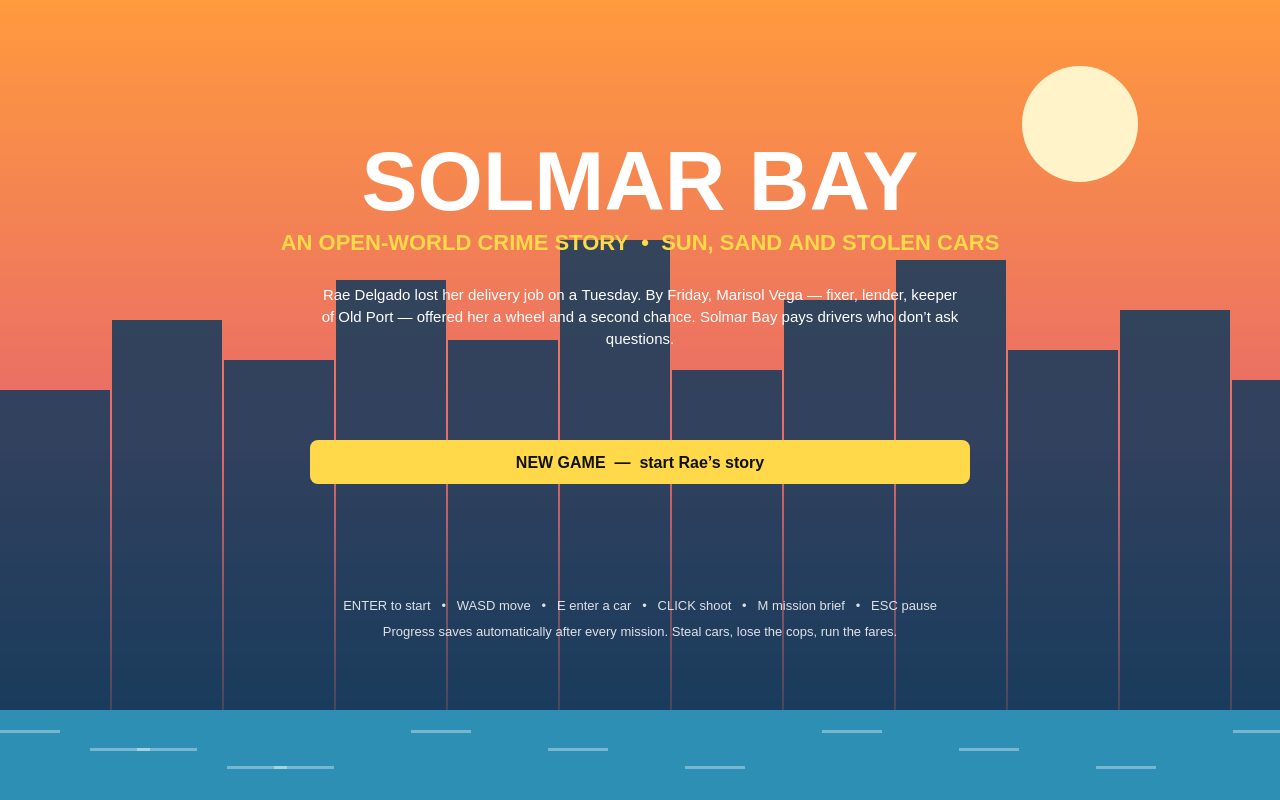 SOLMAR BAY
AN OPEN-WORLD CRIME STORY • SUN, SAND AND STOLEN CARS
Rae Delgado lost her delivery job on a Tuesday. By Friday, Marisol Vega — fixer, lender, keeper
of Old Port — offered her a wheel and a second chance. Solmar Bay pays drivers who don’t ask
questions.
NEW GAME — start Rae’s story
ENTER to start • WASD move • E enter a car • CLICK shoot • M mission brief • ESC pause
Progress saves automatically after every mission. Steal cars, lose the cops, run the fares.